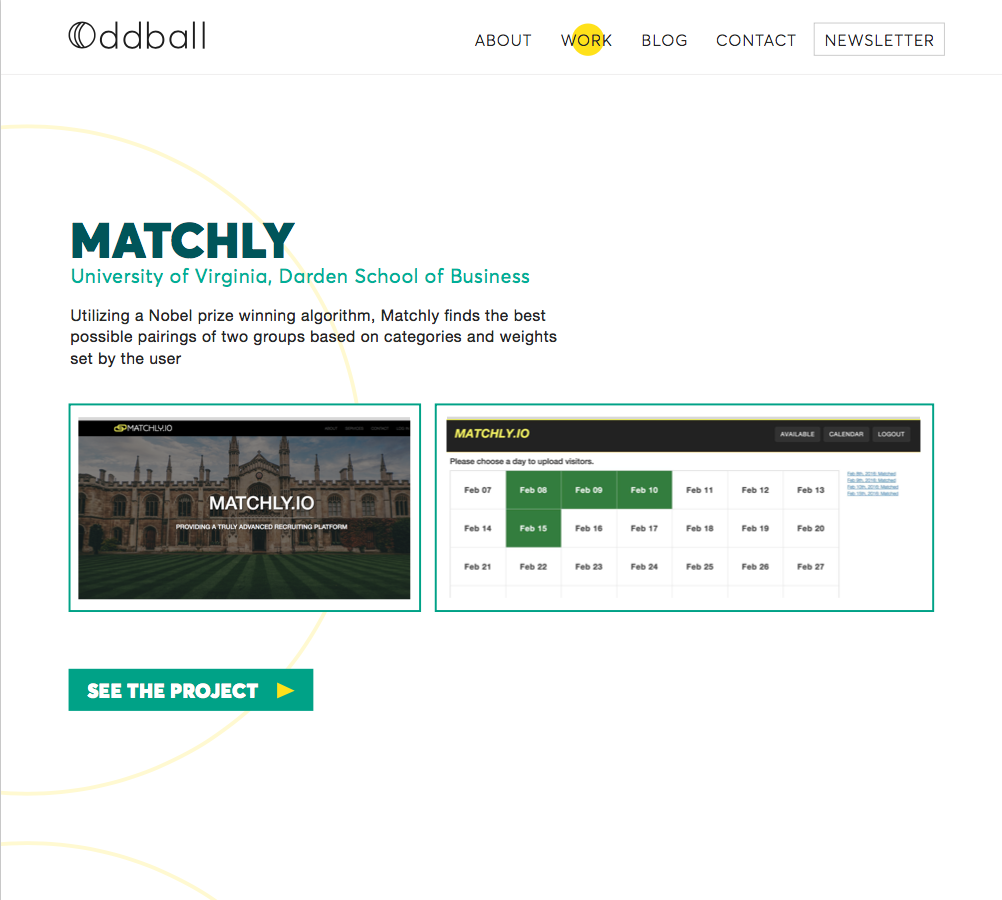 Oddball
ABOUT WORK BLOG CONTACT NEWSLETTER
MATCHLY
University of Virginia, Darden School of Business
Utilizing a Nobel prize winning algorithm, Matchly finds the best
possible pairings of two groups based on categories and weights
set by the user
MATCHLY.IO
ABOUT SERVICES CONTACT LOG IN
MATCHLY.IO
PROVIDING A TRULY ADVANCED RECRUITING PLATFORM
MATCHLY.IO
AVAILABLE CALENDAR LOGOUT
Please choose a day to upload visitors.
Feb 07 Feb 08 Feb 09 Feb 10 Feb 11 Feb 12 Feb 13
Feb 14 Feb 15 Feb 16 Feb 17 Feb 18 Feb 19 Feb 20
Feb 21 Feb 22 Feb 23 Feb 24 Feb 25 Feb 26 Feb 27
SEE THE PROJECT